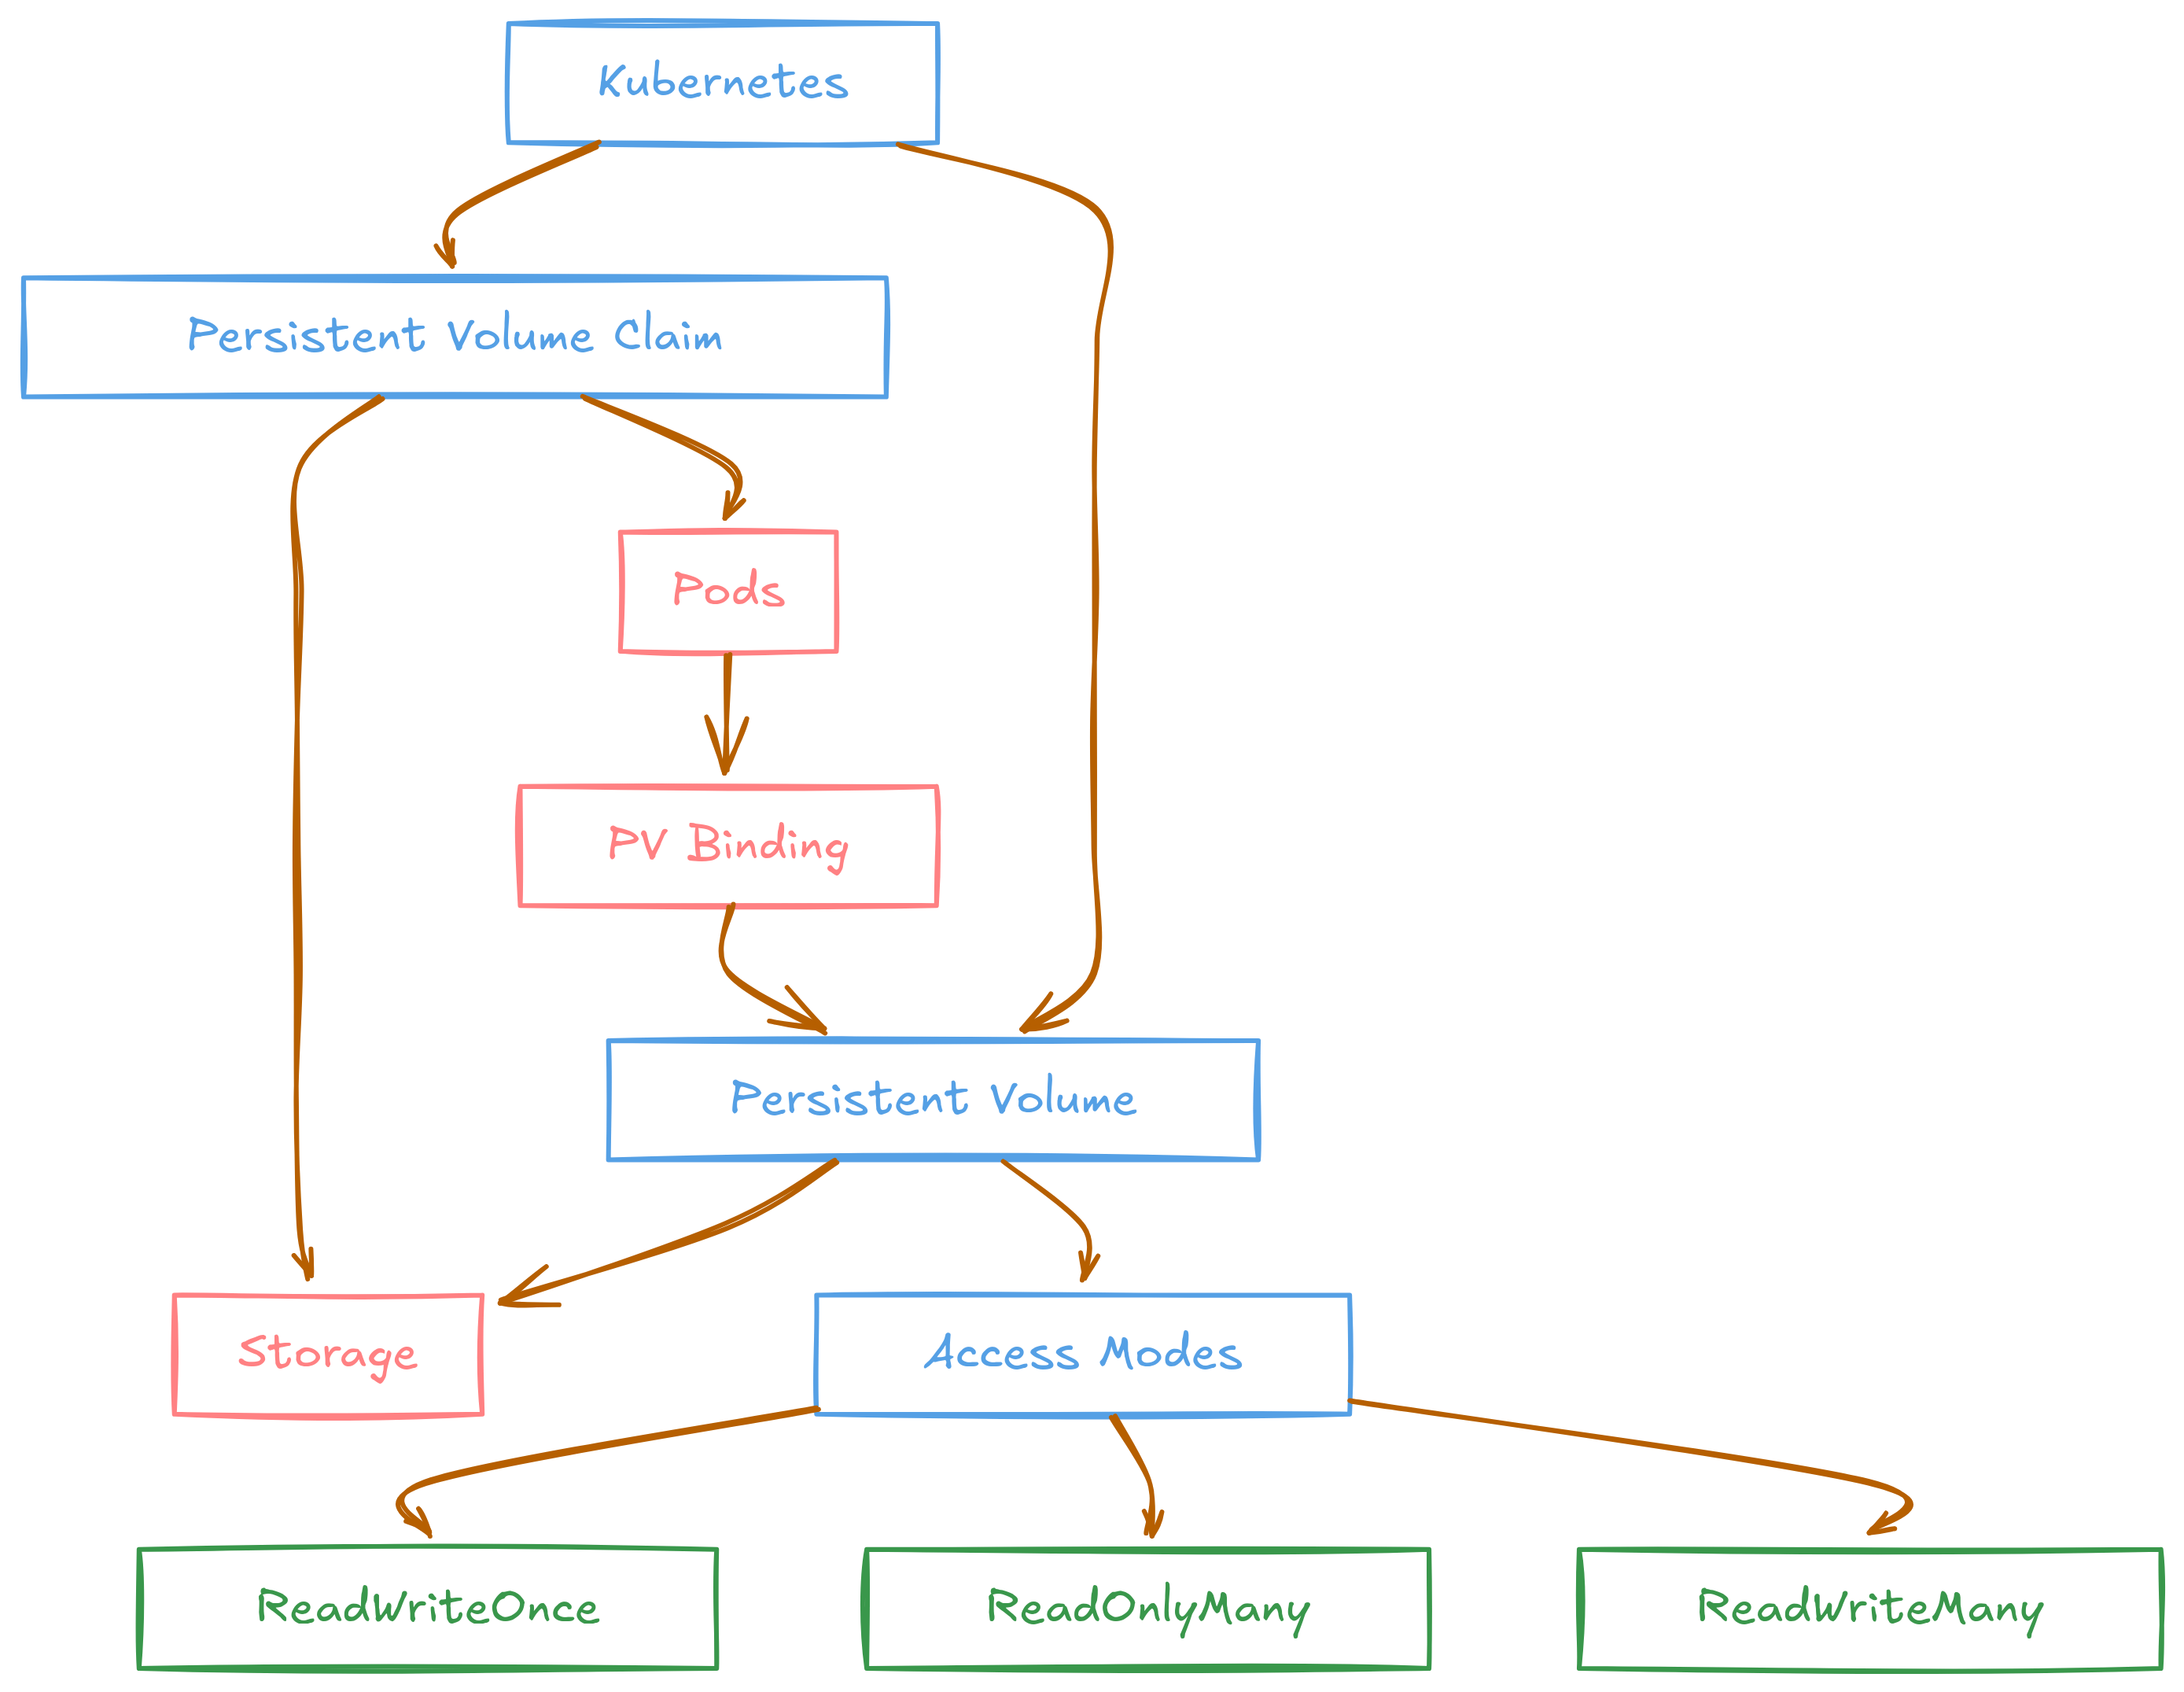 Kubernetes
Persistent Volume Claim
Pods
PV Binding
Persistent Volume
Storage
Access Modes
ReadWriteOnce
ReadOnlyMany
ReadWriteMany